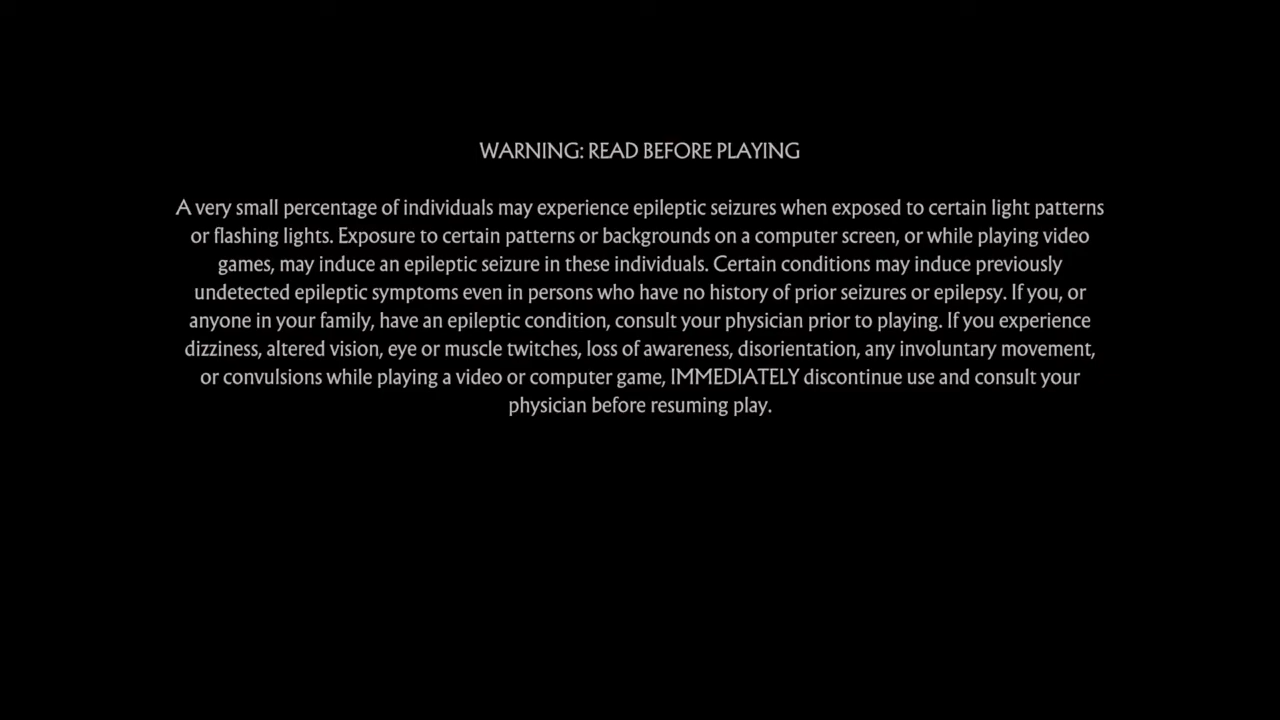 WARNING: READ BEFORE PLAYING
A very small percentage of individuals may experience epileptic seizures when exposed to certain light patterns
or flashing lights. Exposure to certain patterns or backgrounds on a computer screen, or while playing video
games, may induce an epileptic seizure in these individuals. Certain conditions may induce previously
undetected epileptic symptoms even in persons who have no history of prior seizures or epilepsy. If you, or
anyone in your family, have an epileptic condition, consult your physician prior to playing. If you experience
dizziness, altered vision, eye or muscle twitches, loss of awareness, disorientation, any involuntary movement,
or convulsions while playing a video or computer game, IMMEDIATELY discontinue use and consult your
physician before resuming play.